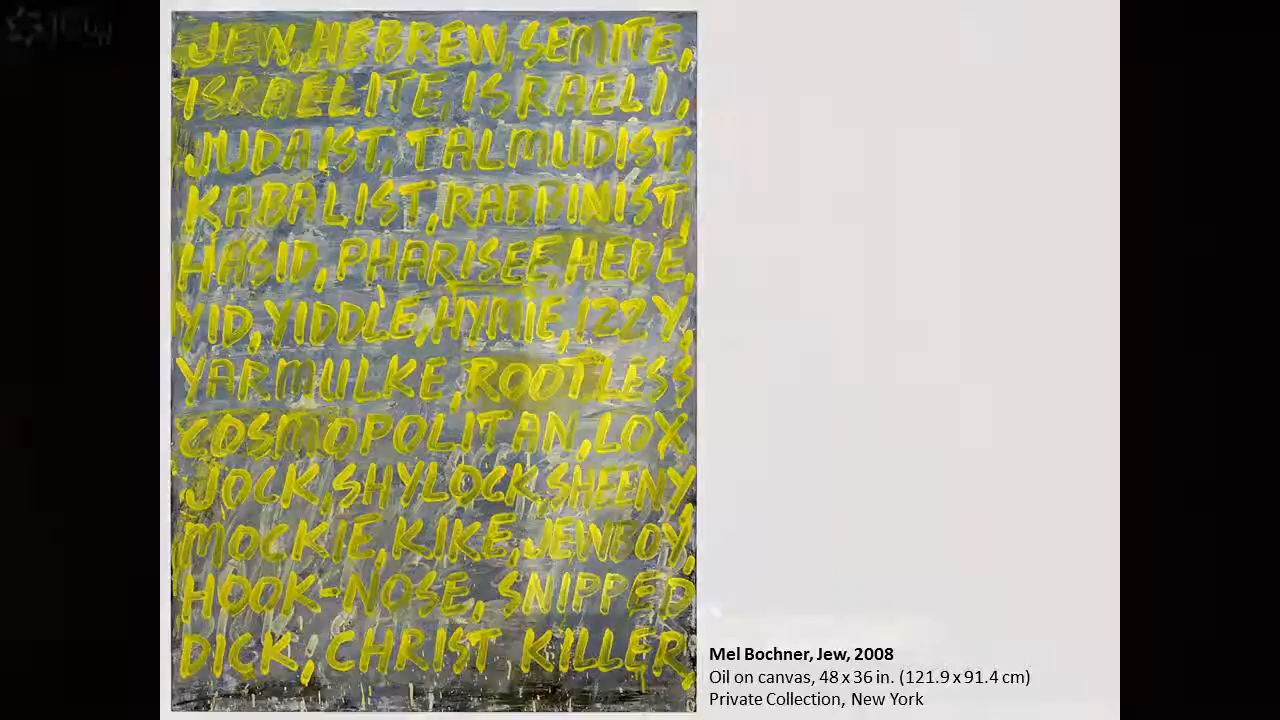 JEW, HEBREW, SEMITE,
ISRAELITE, ISRAELI,
JUDAIST, TALMUDIST,
KABALIST, RABBINIST,
HASID, PHARISEE, HEBE,
YID, YIDDLE, HYMIE, IZZY,
YARMULKE, ROOTLESS
COSMOPOLITAN, LOX
JOCK, SHYLOCK, SHEENY,
MOCKIE, KIKE, JEWBOY,
HOOK-NOSE, SNIPPED
DICK, CHRIST KILLER,
Mel Bochner, Jew, 2008
Oil on canvas, 48 x 36 in. (121.9 x 91.4 cm)
Private Collection, New York